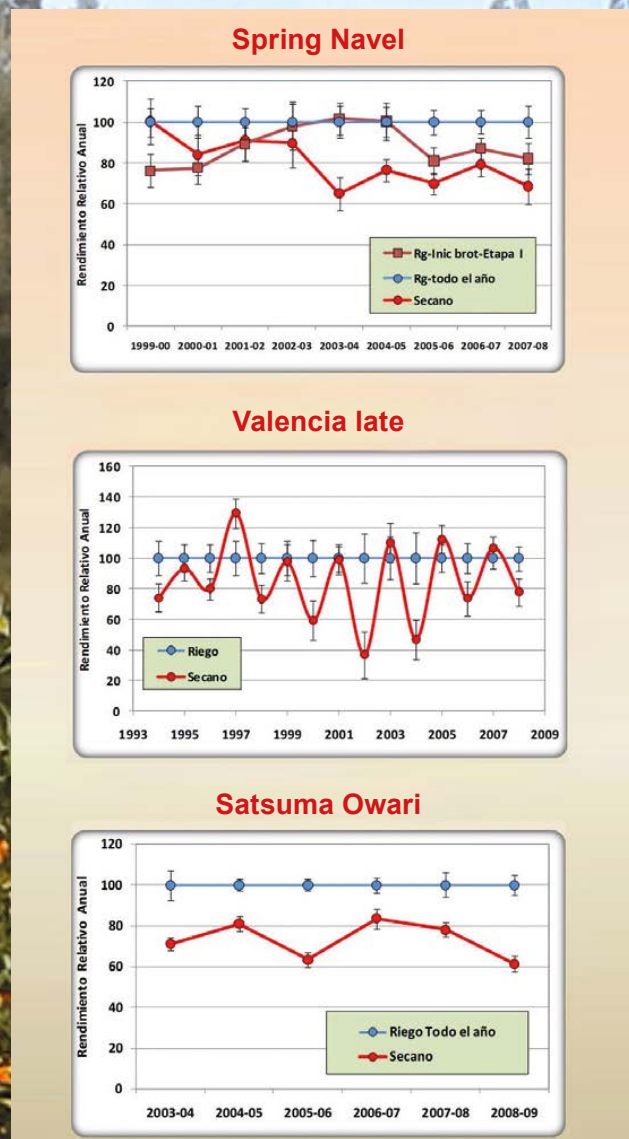 Spring Navel
120
100
80
60
40
20
0
Rendimiento Relativo Anual
Rg-Inic brot-Etapa I
Rg-todo el año
Secano
1999-00 2000-01 2001-02 2002-03 2003-04 2004-05 2005-06 2006-07 2007-08
Valencia late
160
140
120
100
80
60
40
20
0
Rendimiento Relativo Anual
Riego
Secano
1993 1995 1997 1999 2001 2003 2005 2007 2009
Satsuma Owari
120
100
80
60
40
20
0
Rendimiento Relativo Anual
Riego Todo el año
Secano
2003-04 2004-05 2005-06 2006-07 2007-08 2008-09